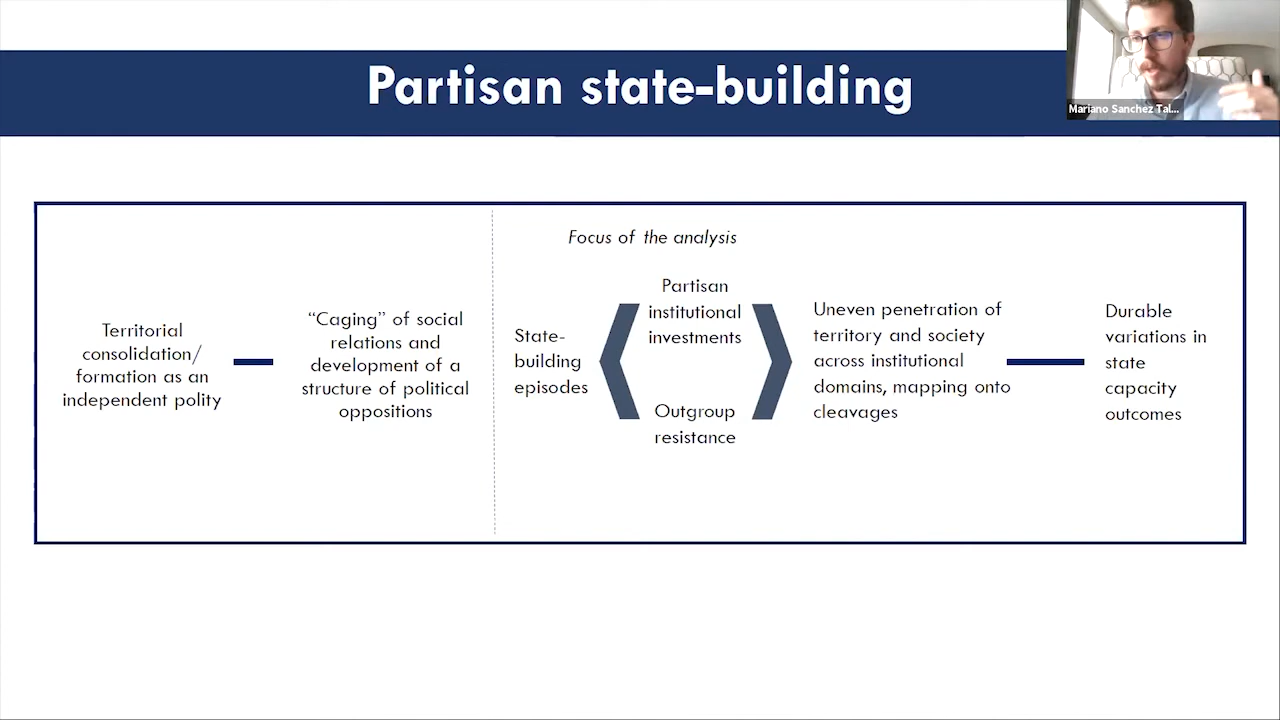 Partisan state-building
Mariano Sanchez Tal...
Focus of the analysis
Territorial
consolidation/
formation as an
independent polity
“Caging” of social
relations and
development of a
structure of political
oppositions
State-
building
episodes
Partisan
institutional
investments
Outgroup
resistance
Uneven penetration of
territory and society
across institutional
domains, mapping onto
cleavages
Durable
variations in
state
capacity
outcomes